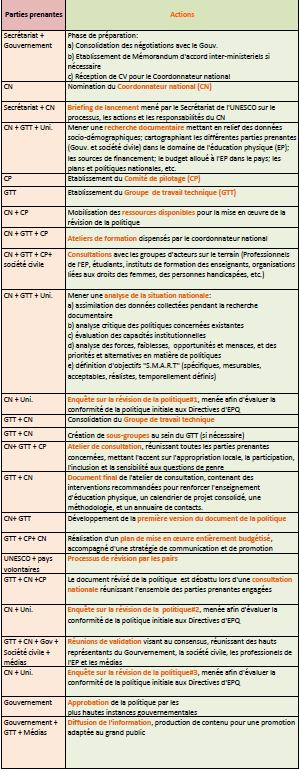 Parties prenantes
Actions
Secrétariat +
Gouvernement
Phase de préparation:
a) Consolidation des négotiations avec le Gouv.
b) Etablissement de Mémorandum d'accord inter-ministeriels si
nécessaire
c) Réception de CV pour le Coordonnateur national
CN
Nomination du Coordonnateur national (CN)
Secrétariat + CN
Briefing de lancement mené par le Secrétariat de l'UNESCO sur le
processus, les actions et les responsabilités du CN
CN + GTT + Uni.
Mener une recherche documentaire mettant en relief des données
socio-démographiques; cartographiant les différentes parties prenantes
(Gouv. et société civile) dans le domaine de l'éducation physique (EP);
les sources de financement; le budget alloué à l'EP dans le pays; les
plans et politiques nationales, etc.
CP
Etablissement du Comité de pilotage (CP)
GTT
Etablissement du Groupe de travail technique (GTT)
CN + CP
Mobilisation des ressources disponibles pour la mise en œuvre de la
révision de la politique
CN + GTT + CP
Ateliers de formation dispensés par le coordonnateur national
CN + GTT + CP+
société civile
Consultations avec les groupes d'acteurs sur le terrain (Professionels
de l'EP, étudiants, instituts de formation des enseignants, organisations
liées aux droits des femmes, des personnes handicapées, etc.)
CN + GTT + Uni.
Mener une analyse de la situation nationale:
a) assimilation des données collectées pendant la recherche
documentaire
b) analyse critique des politiques concernées existantes
c) évaluation des capacités institutionnelles
d) analyse des forces, faiblesses, opportunités et menaces, et des
priorités et alternatives en matière de politiques
e) définition d'objectifs "S.M.A.R.T" (spécifiques, mesurables,
acceptables, réalistes, temporellement définis)
CN + Uni.
Enquête sur la révision de la politique#1, menée afin d'évaluer la
conformité de la politique initiale aux Directives d'EPQ
GTT + CN
Consolidation du Groupe de travail technique
GTT + CN
Création de sous-groupes au sein du GTT (si nécessaire)
CN+ GTT + CP
Atelier de consultation, réunissant toutes les parties prenantes
concernées, mettant l'accent sur l'appropriation locale, la participation,
l'inclusion et la sensibilité aux questions de genre
GTT + CN
Document final de l'atelier de consultation, contenant des
interventions recommandées pour renforcer l'enseignement
d'éducation physique, un calendrier de projet consolidé, une
méthodologie, et un annuaire de contacts.
CN+ GTT
Développement de la première version du document de la politique
GTT + CP+ CN
Réalisation d'un plan de mise en œuvre entièrement budgétisé,
accompagné d'une stratégie de communication et de promotion
UNESCO + pays
volontaires
Processus de révision par les pairs
GTT + CN +CP
Le document révisé de la politique est débattu lors d'une consultation
nationale réunissant l'ensemble des parties prenantes engagées
CN + Uni.
Enquête sur la révision de la politique#2, menée afin d'évaluer la
conformité de la politique initiale aux Directives d'EPQ
GTT + CN + Gov +
Société civile +
médias
Réunions de validation visant au consensus, réunissant des hauts
représentants du Gourvernement, la société civile, les professionels de
l'EP et les médias
CN + Uni.
Enquête sur la révision de la politique#3, menée afin d'évaluer la
conformité de la politique initiale aux Directives d'EPQ
Gouvernement
Approbation de la politique par les
plus hautes instances gouvernementales
Gouvernement +
GTT + Médias
Diffusion de l'information, production de contenu pour une promotion
adaptée au grand public